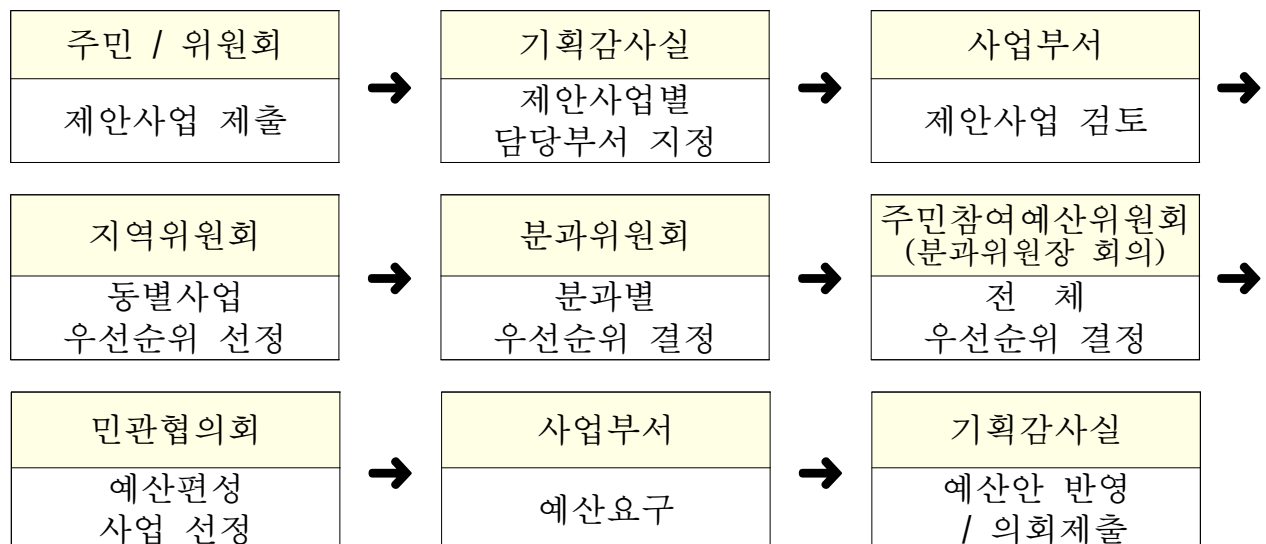 주민 / 위원회
제안사업 제출
기획감사실
제안사업별
담당부서 지정
사업부서
제안사업 검토
지역위원회
동별사업
우선순위 선정
분과위원회
분과별
우선순위 결정
주민참여예산위원회
(분과위원장 회의)
전 체
우선순위 결정
민관협의회
예산편성
사업 선정
사업부서
예산요구
기획감사실
예산안 반영
/ 의회제출